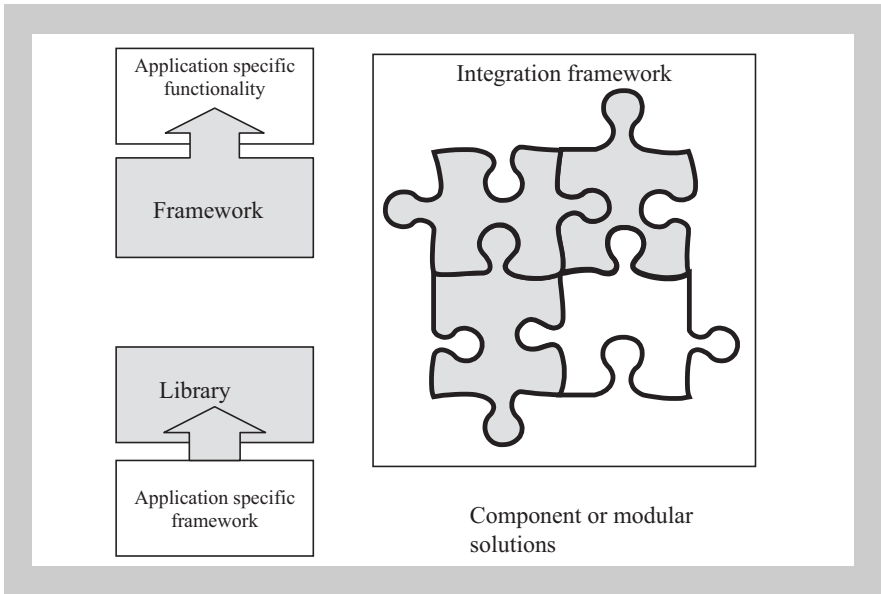 Application specific
functionality
Framework
Library
Application specific
framework
Integration framework
Component or modular
solutions